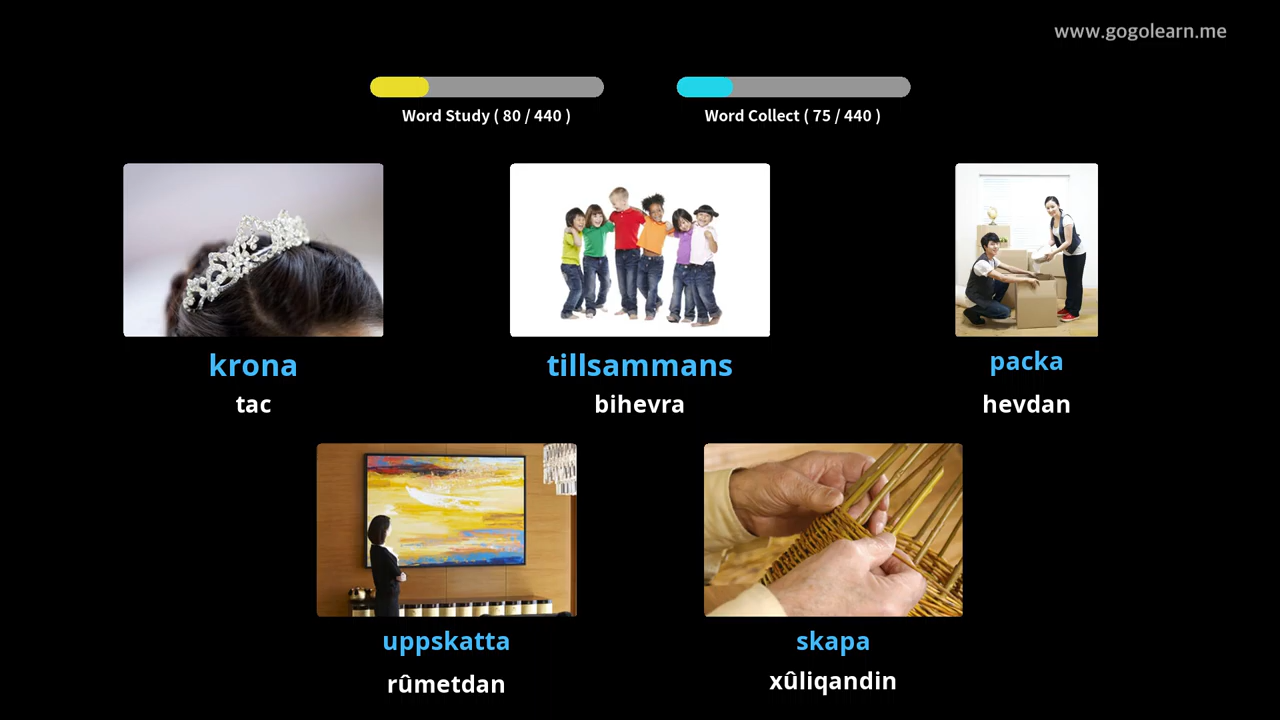 www.gogolearn.me
Word Study ( 80 / 440 )
Word Collect ( 75 / 440 )
krona
tillsammans
packa
tac
bihevra
hevdan
uppskatta
skapa
rûmetdan
xûliqandin